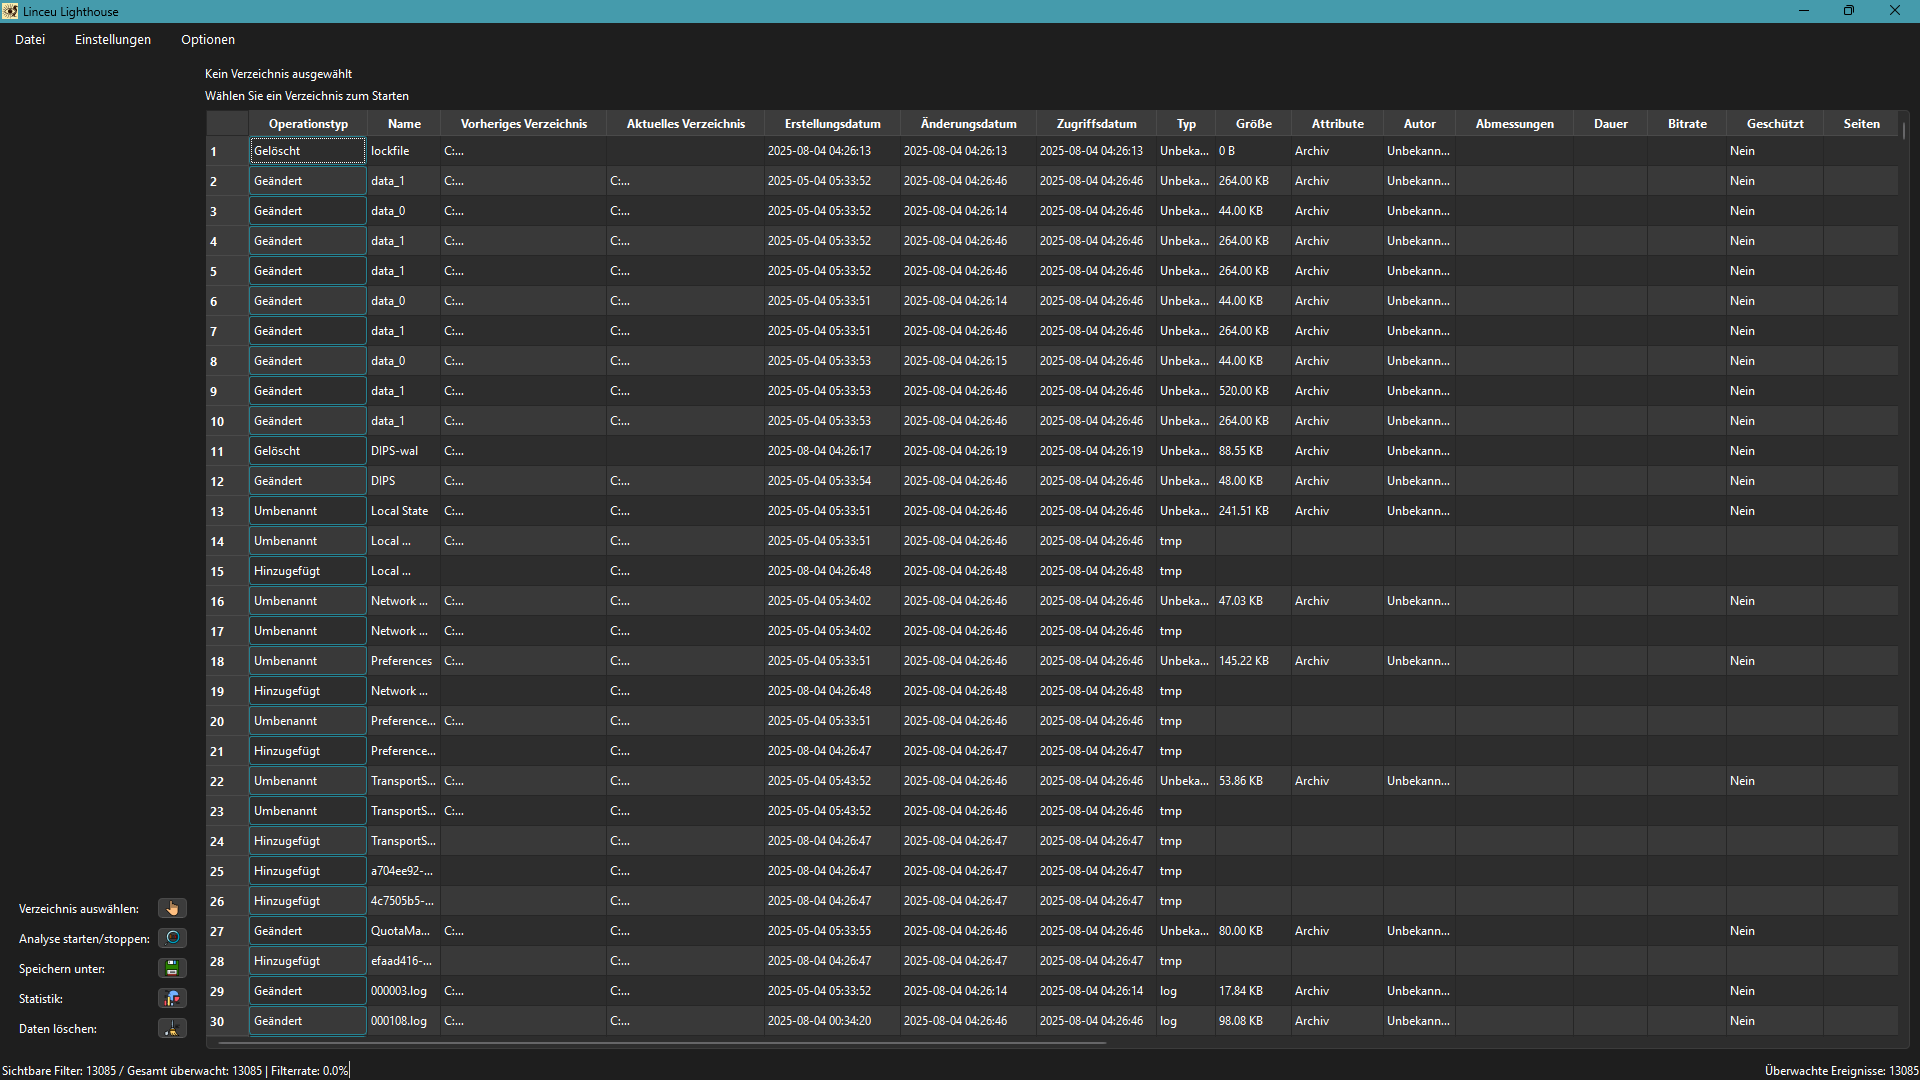 Linceu Lighthouse
Datei Einstellungen Optionen
Kein Verzeichnis ausgewählt
Wählen Sie ein Verzeichnis zum Starten
Operationstyp Name Vorheriges Verzeichnis Aktuelles Verzeichnis Erstellungsdatum Änderungsdatum Zugriffsdatum Typ Größe Attribute Autor Abmessungen Dauer Bitrate Geschützt Seiten
1 Gelöscht lockfile C:... 2025-08-04 04:26:13 2025-08-04 04:26:13 2025-08-04 04:26:13 Unbeka... 0 B Archiv Unbekann... Nein
2 Geändert data_1 C:... C:... 2025-05-04 05:33:52 2025-08-04 04:26:46 2025-08-04 04:26:46 Unbeka... 264.00 KB Archiv Unbekann... Nein
3 Geändert data_0 C:... C:... 2025-05-04 05:33:52 2025-08-04 04:26:14 2025-08-04 04:26:46 Unbeka... 44.00 KB Archiv Unbekann... Nein
4 Geändert data_1 C:... C:... 2025-05-04 05:33:52 2025-08-04 04:26:46 2025-08-04 04:26:46 Unbeka... 264.00 KB Archiv Unbekann... Nein
5 Geändert data_1 C:... C:... 2025-05-04 05:33:52 2025-08-04 04:26:46 2025-08-04 04:26:46 Unbeka... 264.00 KB Archiv Unbekann... Nein
6 Geändert data_0 C:... C:... 2025-05-04 05:33:51 2025-08-04 04:26:14 2025-08-04 04:26:46 Unbeka... 44.00 KB Archiv Unbekann... Nein
7 Geändert data_1 C:... C:... 2025-05-04 05:33:51 2025-08-04 04:26:46 2025-08-04 04:26:46 Unbeka... 264.00 KB Archiv Unbekann... Nein
8 Geändert data_0 C:... C:... 2025-05-04 05:33:53 2025-08-04 04:26:15 2025-08-04 04:26:46 Unbeka... 44.00 KB Archiv Unbekann... Nein
9 Geändert data_1 C:... C:... 2025-05-04 05:33:53 2025-08-04 04:26:46 2025-08-04 04:26:46 Unbeka... 520.00 KB Archiv Unbekann... Nein
10 Geändert data_1 C:... C:... 2025-05-04 05:33:53 2025-08-04 04:26:46 2025-08-04 04:26:46 Unbeka... 264.00 KB Archiv Unbekann... Nein
11 Gelöscht DIPS-wal C:... 2025-08-04 04:26:17 2025-08-04 04:26:19 2025-08-04 04:26:19 Unbeka... 88.55 KB Archiv Unbekann... Nein
12 Geändert DIPS C:... C:... 2025-05-04 05:33:54 2025-08-04 04:26:46 2025-08-04 04:26:46 Unbeka... 48.00 KB Archiv Unbekann... Nein
13 Umbenannt Local State C:... C:... 2025-05-04 05:33:51 2025-08-04 04:26:46 2025-08-04 04:26:46 Unbeka... 241.51 KB Archiv Unbekann... Nein
14 Umbenannt Local ... C:... C:... 2025-05-04 05:33:51 2025-08-04 04:26:46 2025-08-04 04:26:46 tmp
15 Hinzugefügt Local ... C:... 2025-08-04 04:26:48 2025-08-04 04:26:48 2025-08-04 04:26:48 tmp
16 Umbenannt Network ... C:... C:... 2025-05-04 05:34:02 2025-08-04 04:26:46 2025-08-04 04:26:46 Unbeka... 47.03 KB Archiv Unbekann... Nein
17 Umbenannt Network ... C:... C:... 2025-05-04 05:34:02 2025-08-04 04:26:46 2025-08-04 04:26:46 tmp
18 Umbenannt Preferences C:... C:... 2025-05-04 05:33:51 2025-08-04 04:26:46 2025-08-04 04:26:46 Unbeka... 145.22 KB Archiv Unbekann... Nein
19 Hinzugefügt Network ... C:... 2025-08-04 04:26:48 2025-08-04 04:26:48 2025-08-04 04:26:48 tmp
20 Umbenannt Preference... C:... C:... 2025-05-04 05:33:51 2025-08-04 04:26:46 2025-08-04 04:26:46 tmp
21 Hinzugefügt Preference... C:... 2025-08-04 04:26:47 2025-08-04 04:26:47 2025-08-04 04:26:47 tmp
22 Umbenannt TransportS... C:... C:... 2025-05-04 05:43:52 2025-08-04 04:26:46 2025-08-04 04:26:46 Unbeka... 53.86 KB Archiv Unbekann... Nein
23 Umbenannt TransportS... C:... C:... 2025-05-04 05:43:52 2025-08-04 04:26:46 2025-08-04 04:26:46 tmp
24 Hinzugefügt TransportS... C:... 2025-08-04 04:26:47 2025-08-04 04:26:47 2025-08-04 04:26:47 tmp
25 Hinzugefügt a704ee92-... C:... 2025-08-04 04:26:47 2025-08-04 04:26:47 2025-08-04 04:26:47 tmp
26 Hinzugefügt 4c7505b5-... C:... 2025-08-04 04:26:47 2025-08-04 04:26:47 2025-08-04 04:26:47 tmp
27 Geändert QuotaMa... C:... C:... 2025-05-04 05:33:55 2025-08-04 04:26:46 2025-08-04 04:26:46 Unbeka... 80.00 KB Archiv Unbekann... Nein
28 Hinzugefügt efaad416-... C:... 2025-08-04 04:26:47 2025-08-04 04:26:47 2025-08-04 04:26:47 tmp
29 Geändert 000003.log C:... C:... 2025-05-04 05:33:52 2025-08-04 04:26:14 2025-08-04 04:26:14 log 17.84 KB Archiv Unbekann... Nein
30 Geändert 000108.log C:... C:... 2025-08-04 00:34:20 2025-08-04 04:26:46 2025-08-04 04:26:46 log 98.08 KB Archiv Unbekann... Nein
Verzeichnis auswählen:
Analyse starten/stoppen:
Speichern unter:
Statistik:
Daten löschen:
Sichtbare Filter: 13085 / Gesamt überwacht: 13085 | Filterrate: 0.0%
Überwachte Ereignisse: 13085